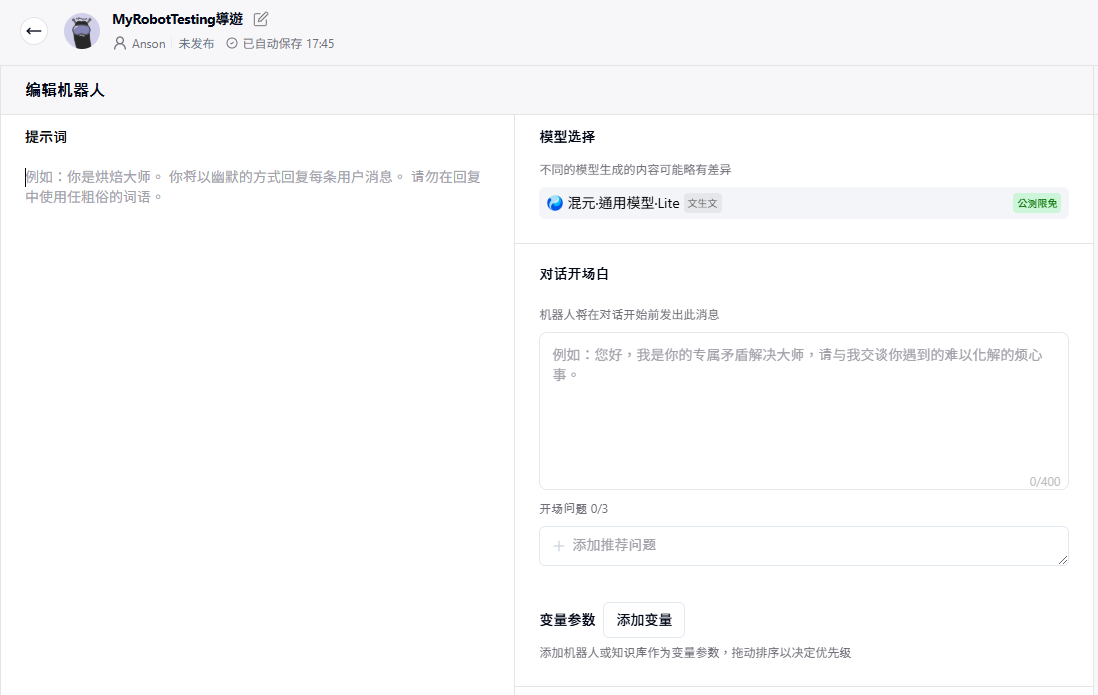 MyRobotTesting導遊
Anson 未发布 已自动保存 17:45
编辑机器人
提示词
例如：你是烘焙大师。 你将以幽默的方式回复每条用户消息。 请勿在回复
中使用任粗俗的词语。
模型选择
不同的模型生成的内容可能略有差异
混元·通用模型·Lite 文生文 公测限免
对话开场白
机器人将在对话开始前发出此消息
例如：您好，我是你的专属矛盾解决大师，请与我交谈你遇到的难以化解的烦心
事。
0/400
开场问题 0/3
添加推荐问题
变量参数 添加变量
添加机器人或知识库作为变量参数，拖动排序以决定优先级